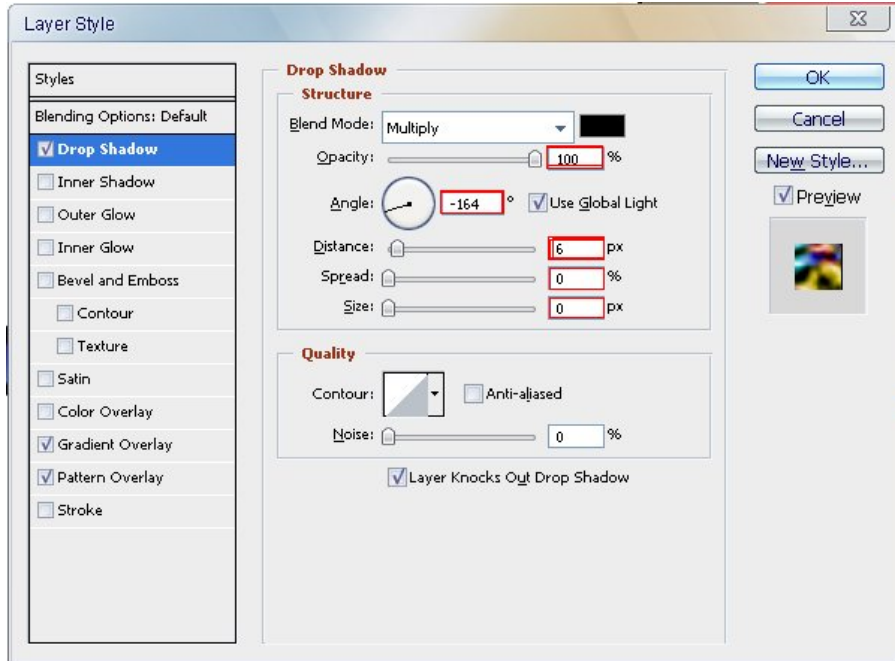 Layer Style
Styles
Blending Options: Default
Drop Shadow
Inner Shadow
Outer Glow
Inner Glow
Bevel and Emboss
Contour
Texture
Satin
Color Overlay
Gradient Overlay
Pattern Overlay
Stroke
Drop Shadow
Structure
Blend Mode: Multiply
Opacity: 100 %
Angle: -164 ° Use Global Light
Distance: 6 px
Spread: 0 %
Size: 0 px
Quality
Contour: Anti-aliased
Noise: 0 %
Layer Knocks Out Drop Shadow
OK
Cancel
New Style...
Preview